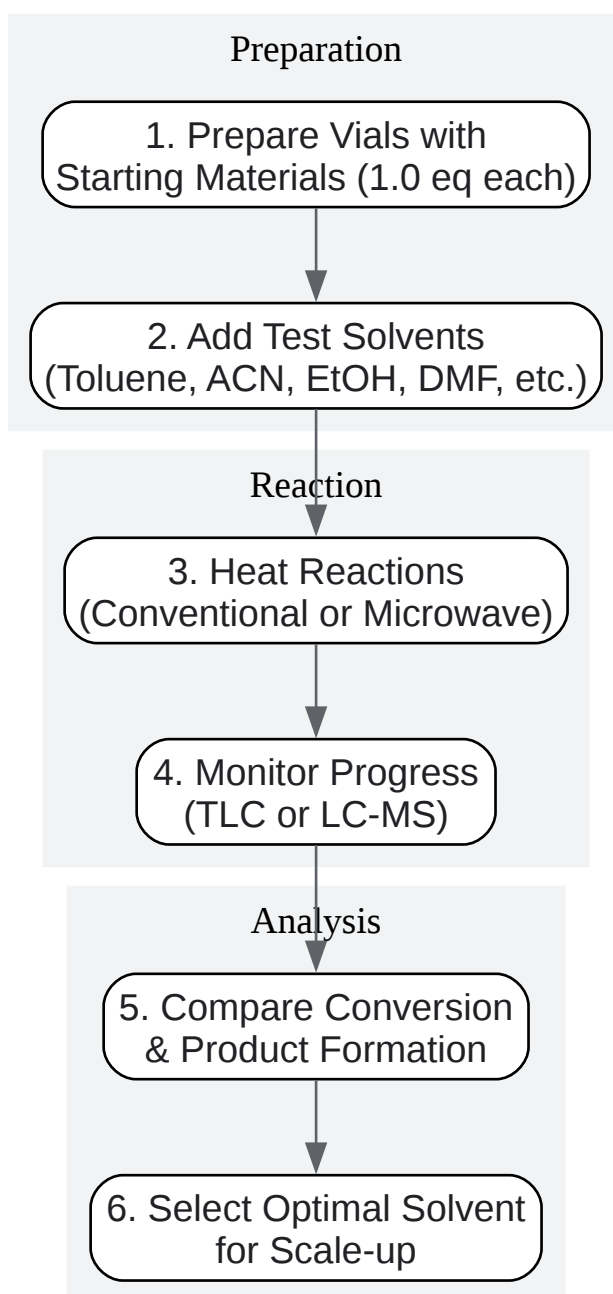 Preparation
1. Prepare Vials with
Starting Materials (1.0 eq each)
2. Add Test Solvents
(Toluene, ACN, EtOH, DMF, etc.)
Reaction
3. Heat Reactions
(Conventional or Microwave)
4. Monitor Progress
(TLC or LC-MS)
Analysis
5. Compare Conversion
& Product Formation
6. Select Optimal Solvent
for Scale-up